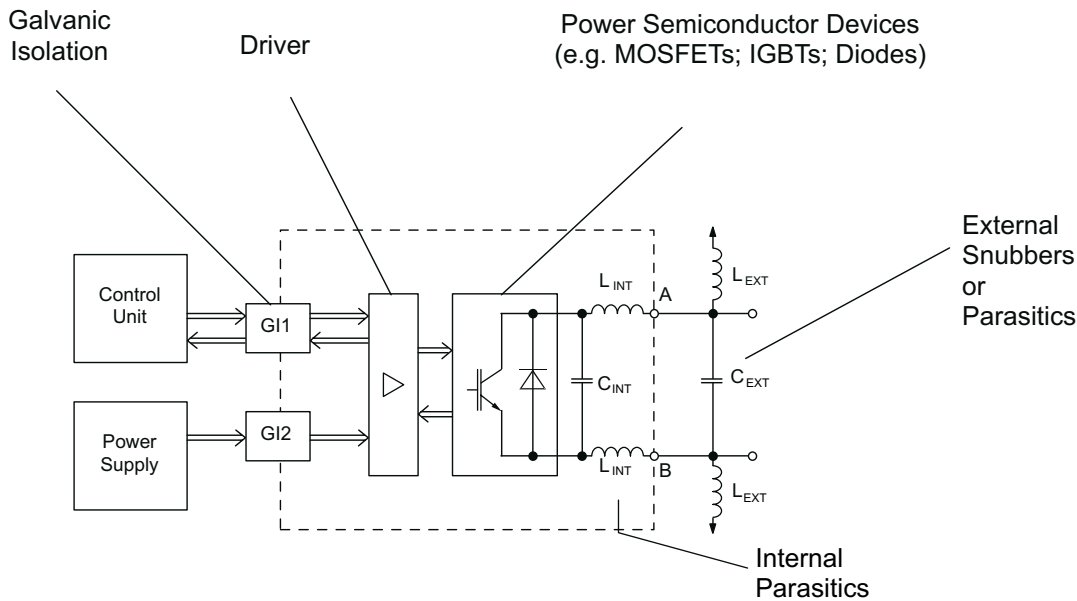 Galvanic
Isolation
Driver
Power Semiconductor Devices
(e.g. MOSFETs; IGBTs; Diodes)
External
Snubbers
or
Parasitics
Control
Unit
GI1
L INT
A
L EXT
C INT
C EXT
Power
Supply
GI2
L INT
B
L EXT
Internal
Parasitics